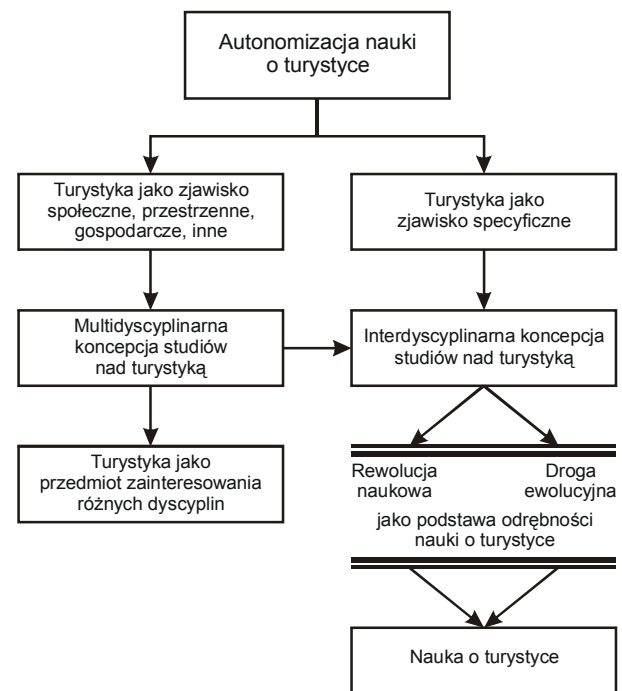 Autonomizacja nauki
o turystyce
Turystyka jako zjawisko
społeczne, przestrzenne,
gospodarcze, inne
Turystyka jako
zjawisko specyficzne
Multidyscyplinarna
koncepcja studiów
nad turystyką
Interdyscyplinarna koncepcja
studiów nad turystyką
Turystyka jako
przedmiot zainteresowania
różnych dyscyplin
Rewolucja
naukowa
Droga
ewolucyjna
jako podstawa odrębności
nauki o turystyce
Nauka o turystyce